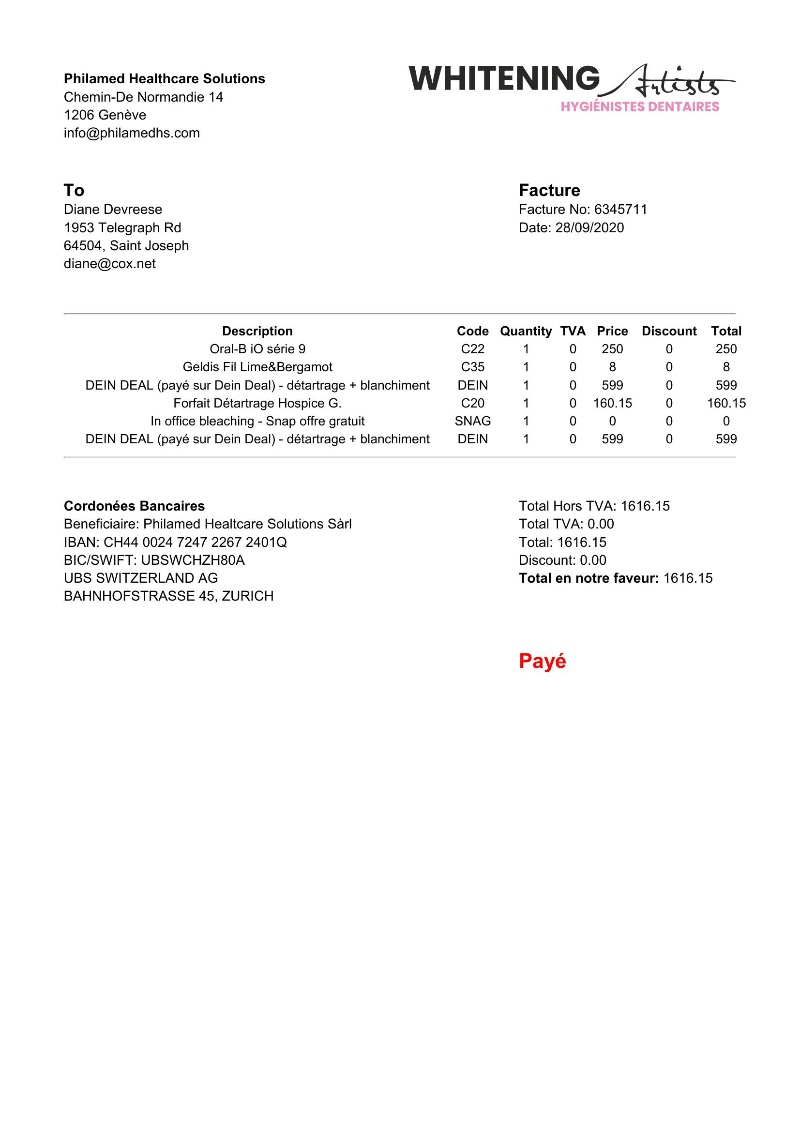 Philamed Healthcare Solutions
Chemin-De Normandie 14
1206 Genève
info@philamedhs.com
WHITENING Artists
HYGIÉNISTES DENTAIRES
To
Diane Devreese
1953 Telegraph Rd
64504, Saint Joseph
diane@cox.net
Facture
Facture No: 6345711
Date: 28/09/2020
Description Code Quantity TVA Price Discount Total
Oral-B iO série 9 C22 1 0 250 0 250
Geldis Fil Lime&Bergamot C35 1 0 8 0 8
DEIN DEAL (payé sur Dein Deal) - détartrage + blanchiment DEIN 1 0 599 0 599
Forfait Détartrage Hospice G. C20 1 0 160.15 0 160.15
In office bleaching - Snap offre gratuit SNAG 1 0 0 0 0
DEIN DEAL (payé sur Dein Deal) - détartrage + blanchiment DEIN 1 0 599 0 599
Cordonées Bancaires
Beneficiaire: Philamed Healtcare Solutions Sàrl
IBAN: CH44 0024 7247 2267 2401Q
BIC/SWIFT: UBSWCHZH80A
UBS SWITZERLAND AG
BAHNHOFSTRASSE 45, ZURICH
Total Hors TVA: 1616.15
Total TVA: 0.00
Total: 1616.15
Discount: 0.00
Total en notre faveur: 1616.15
Payé